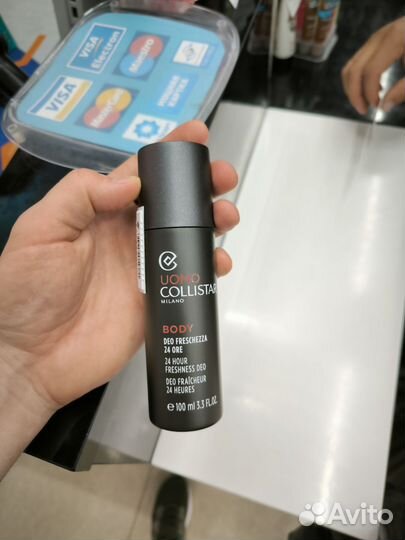 VISA
Electron
Maestro
VISA
MasterCard
UOMO
COLLISTAR
MILANO
BODY
DEO FRESCHEZZA
24 ORE
24 HOUR
FRESHNESS DEO
DEO FRAÎCHEUR
24 HEURES
e 100 ml 3.3 FL.OZ.
Avito